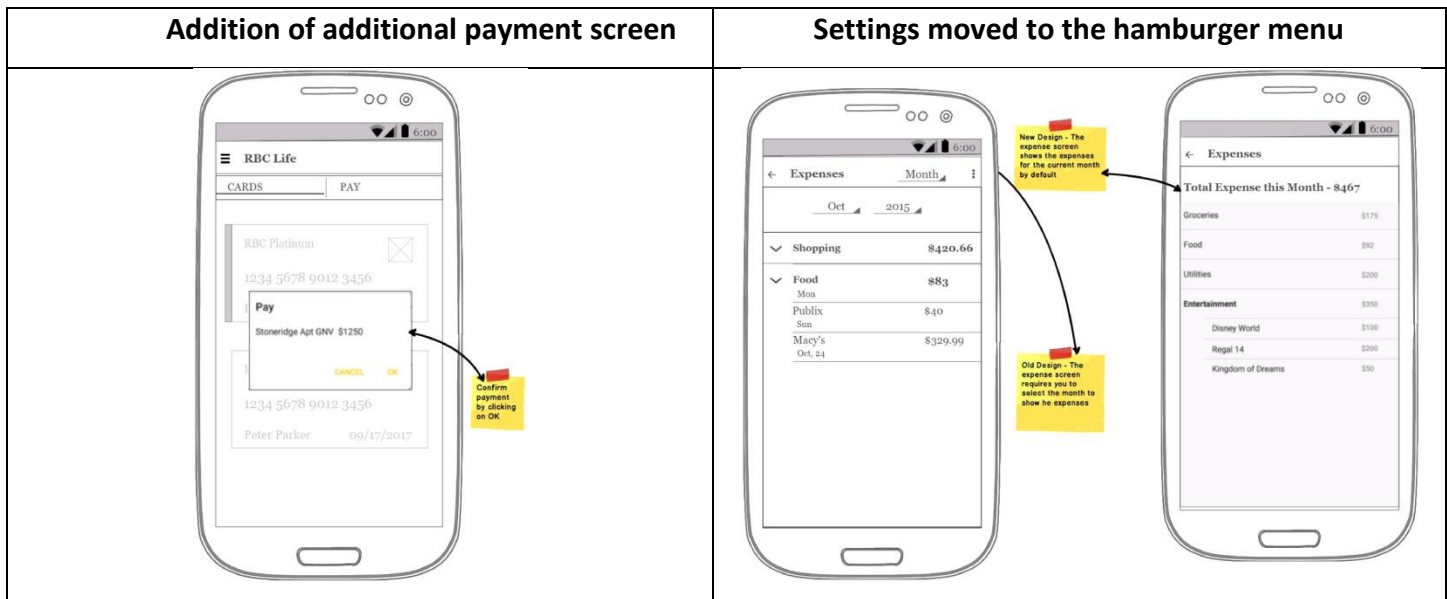 Addition of additional payment screen
Settings moved to the hamburger menu
6:00
RBC Life
CARDS PAY
RBC Platinum
1234 5678 9012 3456
Pay
Stoneridge Apt GNV $1250
CANCEL OK
1234 5678 9012 3456
Peter Parker 09/17/2017
Confirm
payment
by clicking
on OK
6:00
Expenses Month
Oct 2015
Shopping $420.66
Food $83
Mon
Publix $40
Sun
Macy's $329.99
Oct, 24
New Design - The
expense screen
shows the expenses
for the current month
by default
Old Design - The
expense screen
requires you to
select the month to
show he expenses
6:00
Expenses
Total Expense this Month - $467
Groceries $175
Food $92
Utilities $200
Entertainment $350
Disney World $100
Regal 14 $200
Kingdom of Dreams $50